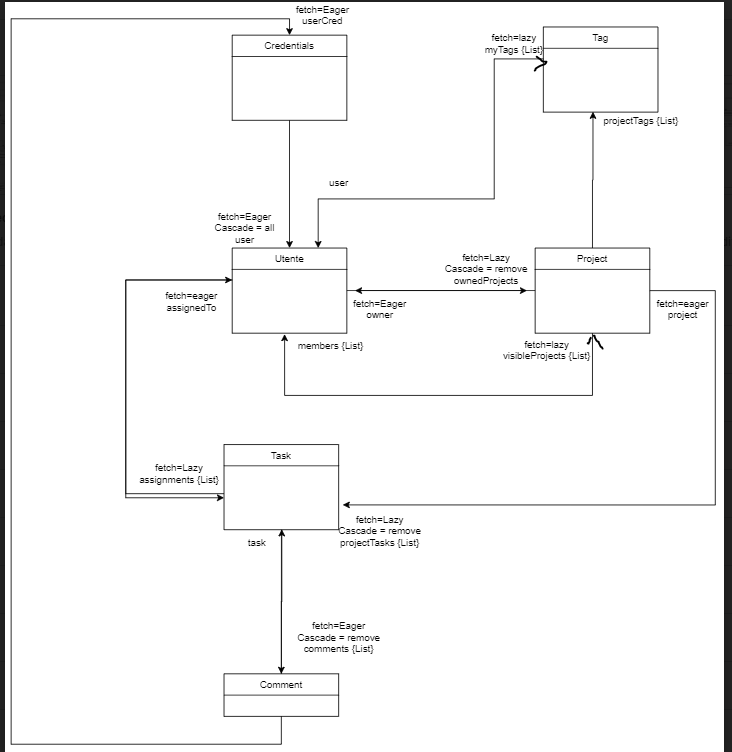 fetch=Eager
userCred
Credentials
fetch=lazy
myTags {List}
Tag
projectTags {List}
user
fetch=Eager
Cascade = all
user
Utente
fetch=Lazy
Cascade = remove
ownedProjects
Project
fetch=eager
assignedTo
fetch=Eager
owner
fetch=eager
project
members {List}
fetch=lazy
visibleProjects {List}
Task
fetch=Lazy
assignments {List}
fetch=Lazy
Cascade = remove
projectTasks {List}
task
fetch=Eager
Cascade = remove
comments {List}
Comment